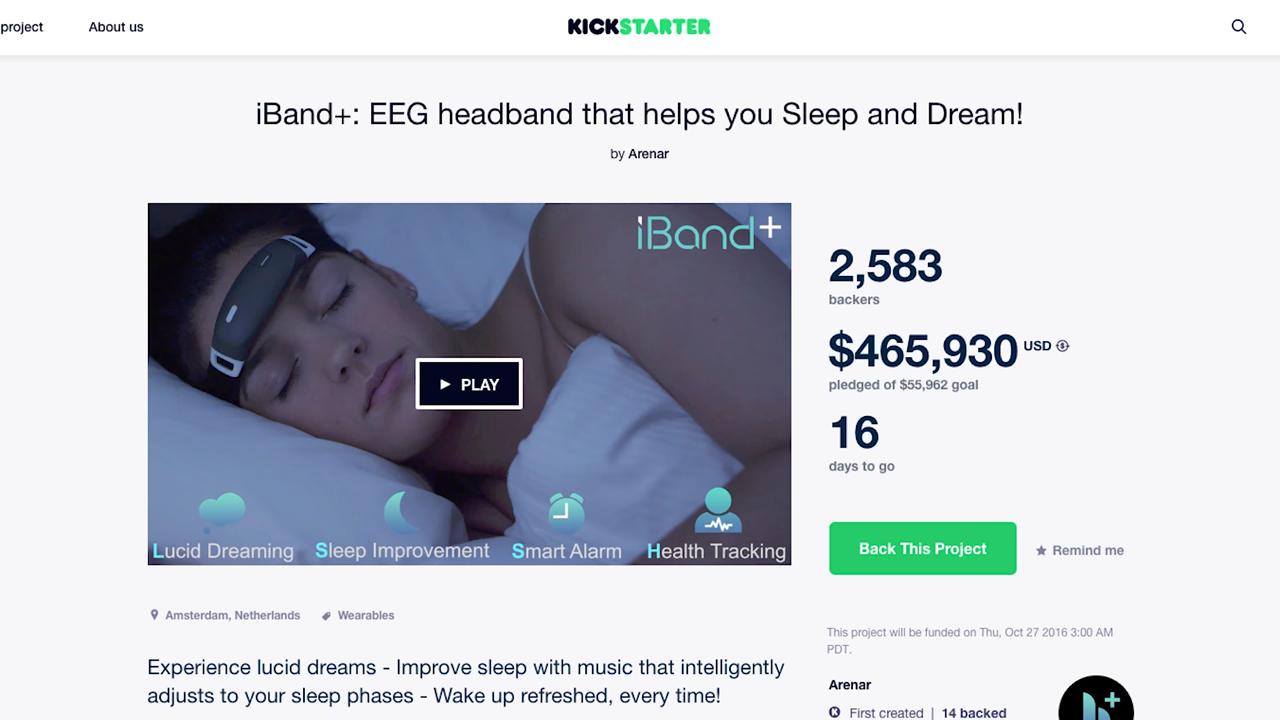 project
About us
KICKSTARTER
iBand+: EEG headband that helps you Sleep and Dream!
by Arenar
iBand+
PLAY
Lucid Dreaming
Sleep Improvement
Smart Alarm
Health Tracking
2,583
backers
$465,930 USD
pledged of $55,962 goal
16
days to go
Back This Project
Remind me
Amsterdam, Netherlands
Wearables
Experience lucid dreams - Improve sleep with music that intelligently
adjusts to your sleep phases - Wake up refreshed, every time!
This project will be funded on Thu, Oct 27 2016 3:00 AM
PDT.
Arenar
First created | 14 backed